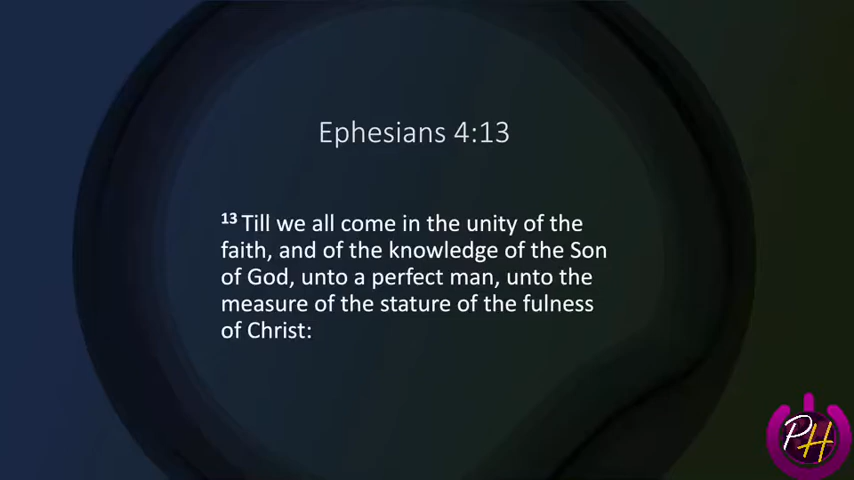 Ephesians 4:13
13 Till we all come in the unity of the
faith, and of the knowledge of the Son
of God, unto a perfect man, unto the
measure of the stature of the fulness
of Christ:
PH